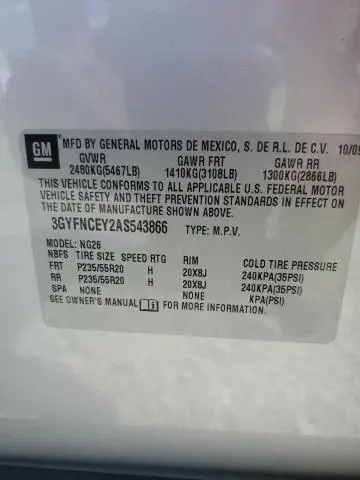 GM
MFD BY GENERAL MOTORS DE MEXICO, S. DE R.L. DE C.V. 10/09
GVWR GAWR FRT GAWR RR
2480KG(5467LB) 1410KG(3108LB) 1300KG(2866LB)
THIS VEHICLE CONFORMS TO ALL APPLICABLE U.S. FEDERAL MOTOR
VEHICLE SAFETY AND THEFT PREVENTION STANDARDS IN EFFECT ON
THE DATE OF MANUFACTURE SHOWN ABOVE.
3GYFNCEY2AS543866 TYPE: M.P.V.
MODEL: NG26
NBFS TIRE SIZE SPEED RTG RIM COLD TIRE PRESSURE
FRT P235/55R20 H 20X8J 240KPA(35PSI)
RR P235/55R20 H 20X8J 240KPA(35PSI)
SPA NONE NONE KPA(PSI)
SEE OWNER'S MANUAL FOR MORE INFORMATION.